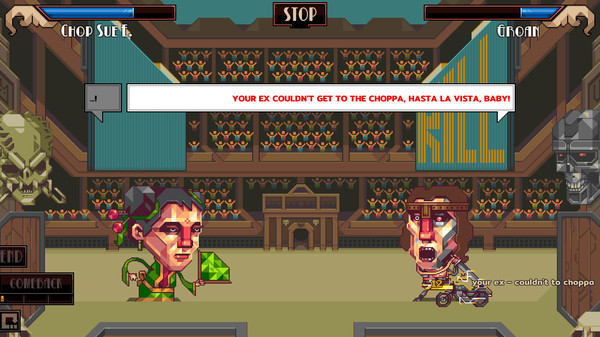 STOP
CHOP SUE E.
GROAN
...!
YOUR EX COULDN'T GET TO THE CHOPPA, HASTA LA VISTA, BABY!
KILL
END
your ex - couldn't to choppa
COMEBACK